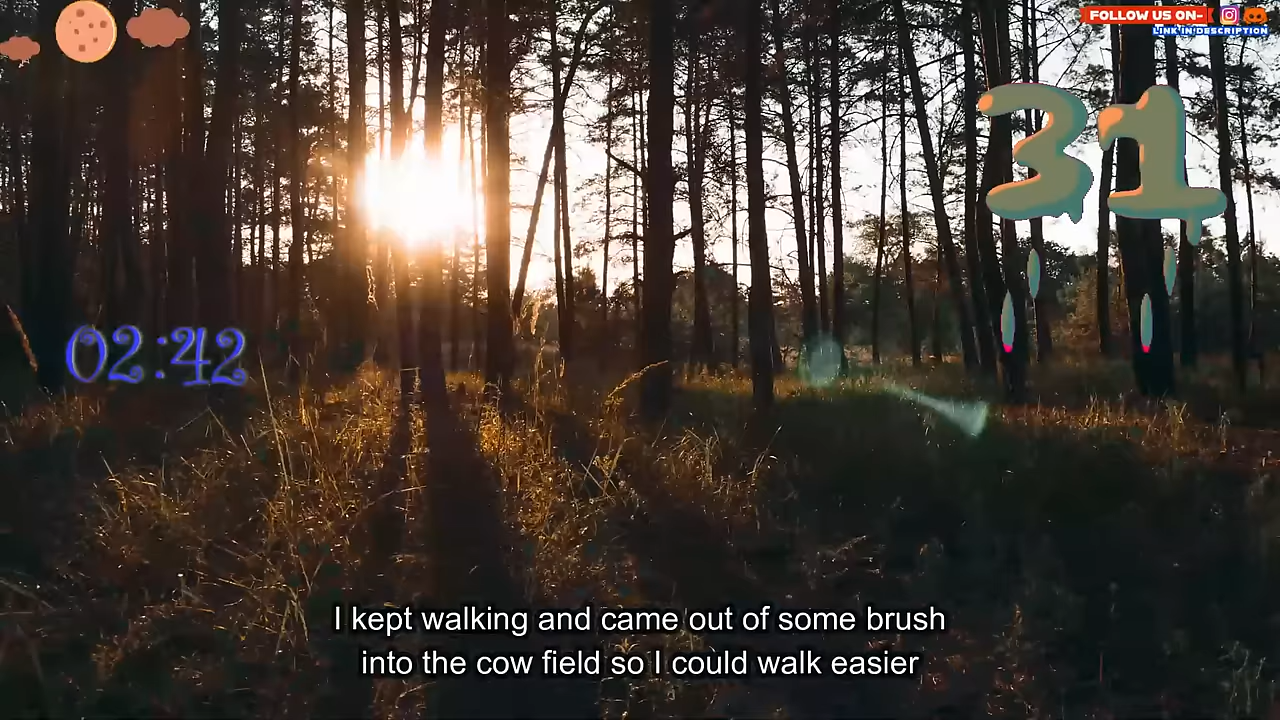 FOLLOW US ON-
LINK IN DESCRIPTION
31
02:42
I kept walking and came out of some brush
into the cow field so I could walk easier